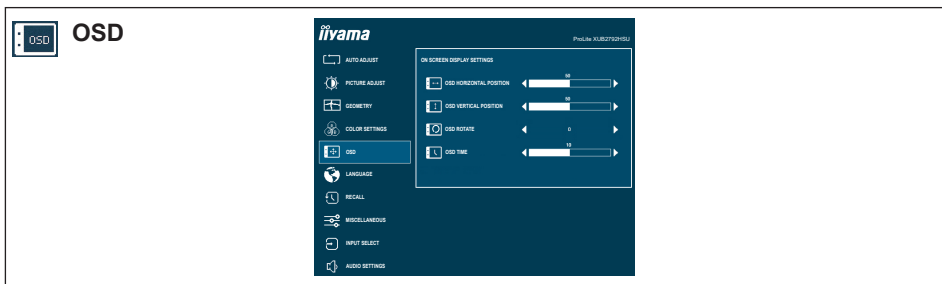 OSD
OSD
iiyama
ProLite XUB2792HSU
AUTO ADJUST
PICTURE ADJUST
GEOMETRY
COLOR SETTINGS
OSD
LANGUAGE
RECALL
MISCELLANEOUS
INPUT SELECT
AUDIO SETTINGS
ON SCREEN DISPLAY SETTINGS
OSD HORIZONTAL POSITION
50
OSD VERTICAL POSITION
50
OSD ROTATE
0
OSD TIME
10